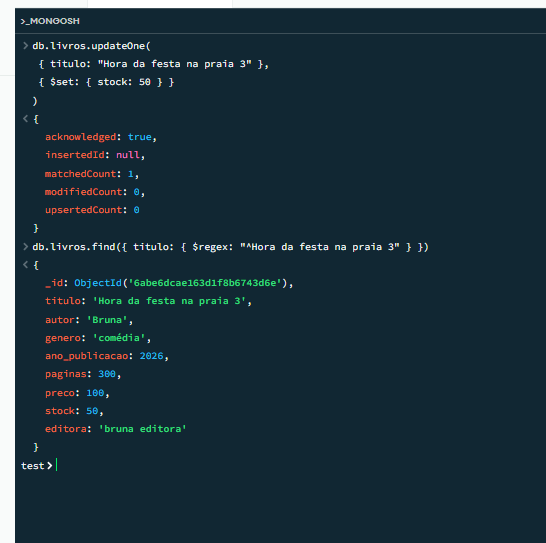 >_MONGOSH
> db.livros.updateOne(
{ titulo: "Hora da festa na praia 3" },
{ $set: { stock: 50 } }
)
< {
acknowledged: true,
insertedId: null,
matchedCount: 1,
modifiedCount: 0,
upsertedCount: 0
}
> db.livros.find({ titulo: { $regex: "^Hora da festa na praia 3" } })
< {
_id: ObjectId('6abe6dcae163d1f8b6743d6e'),
titulo: 'Hora da festa na praia 3',
autor: 'Bruna',
genero: 'comédia',
ano_publicacao: 2026,
paginas: 300,
preco: 100,
stock: 50,
editora: 'bruna editora'
}
test>